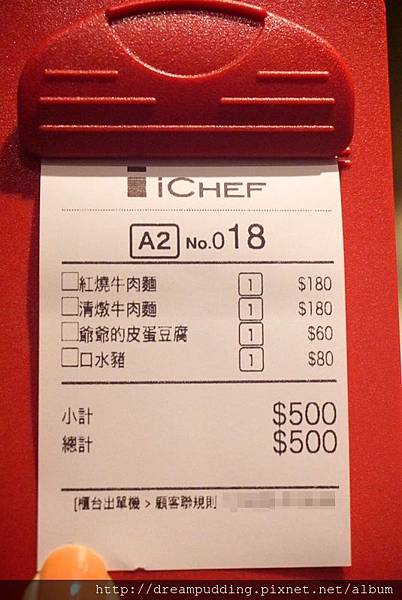 iCHEF
A2 No.018
紅燒牛肉麵 1 $180
清燉牛肉麵 1 $180
爺爺的皮蛋豆腐 1 $60
口水豬 1 $80
小計 $500
總計 $500
[櫃台出單機 > 顧客聯規則
http://dreampudding.pixnet.net/album